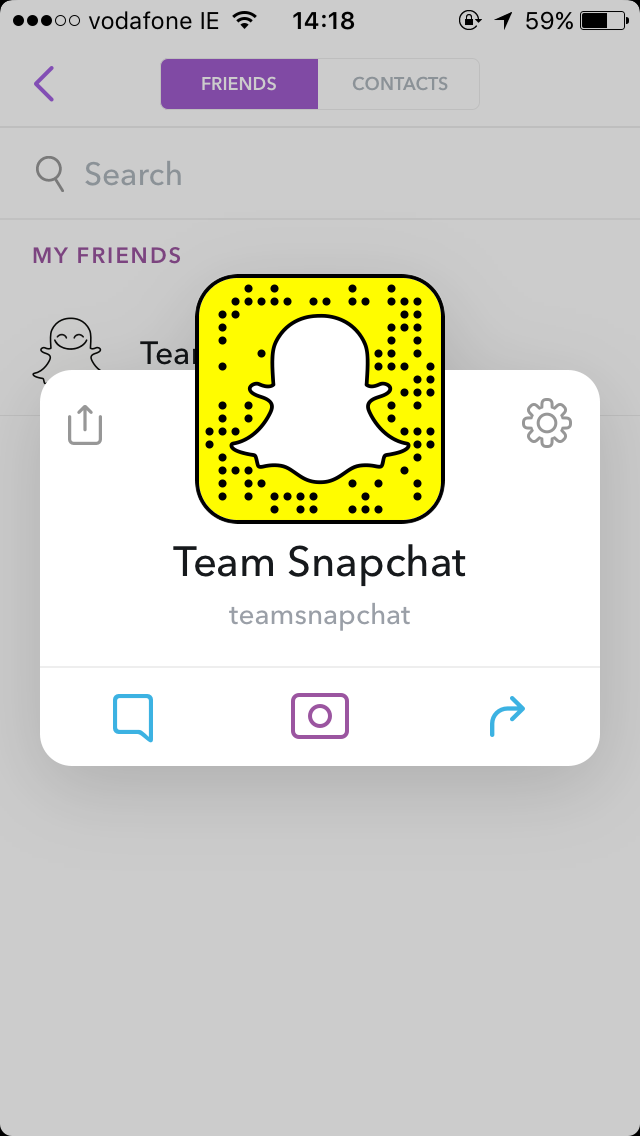 vodafone IE 14:18 59%
FRIENDS CONTACTS
Search
MY FRIENDS
Team Snapchat
teamsnapchat